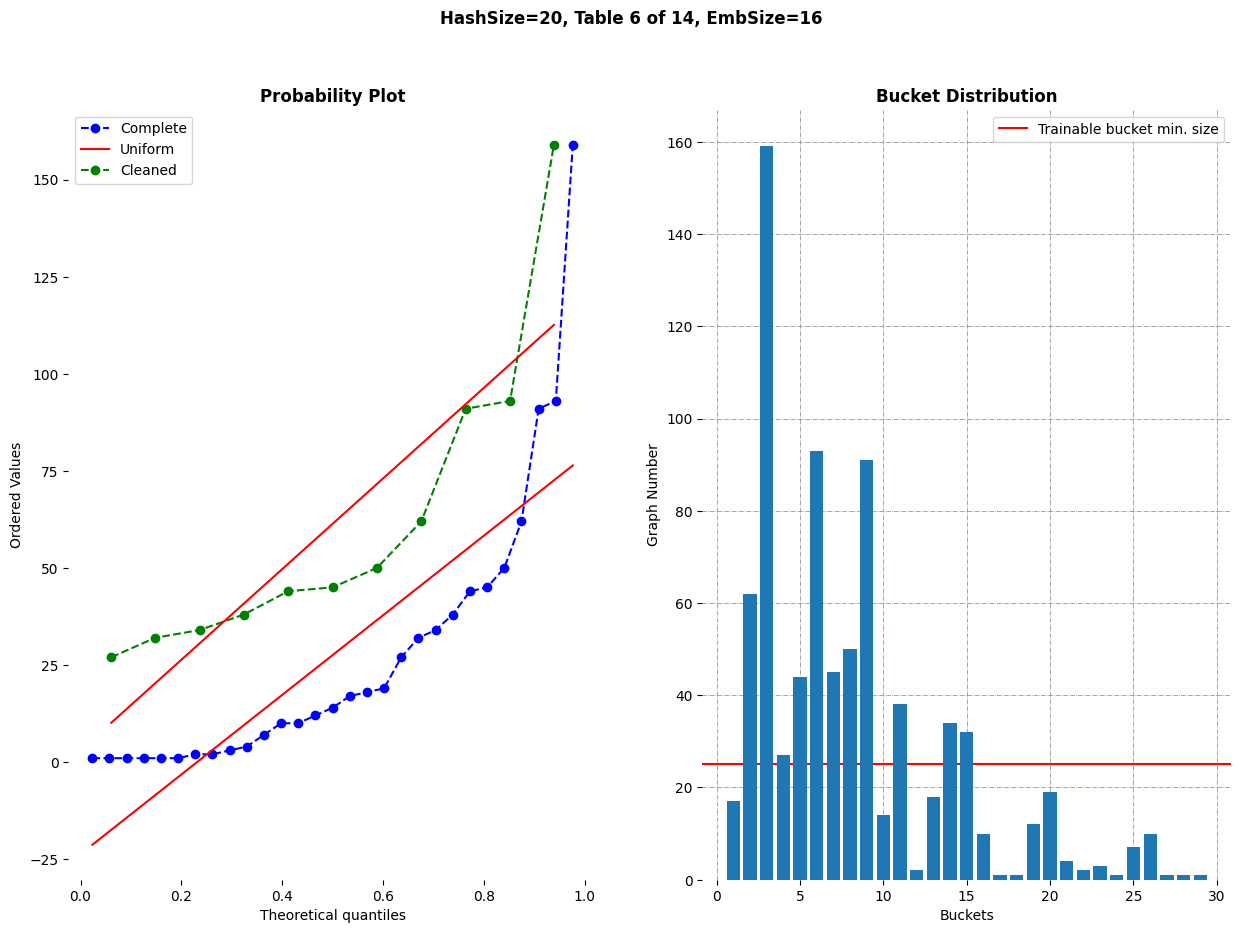 HashSize=20, Table 6 of 14, EmbSize=16
Probability Plot
Complete
Uniform
Cleaned
150
125
100
75
50
25
0
−25
Ordered Values
0.0 0.2 0.4 0.6 0.8 1.0
Theoretical quantiles
Bucket Distribution
Trainable bucket min. size
160
140
120
100
80
60
40
20
0
Graph Number
0 5 10 15 20 25 30
Buckets